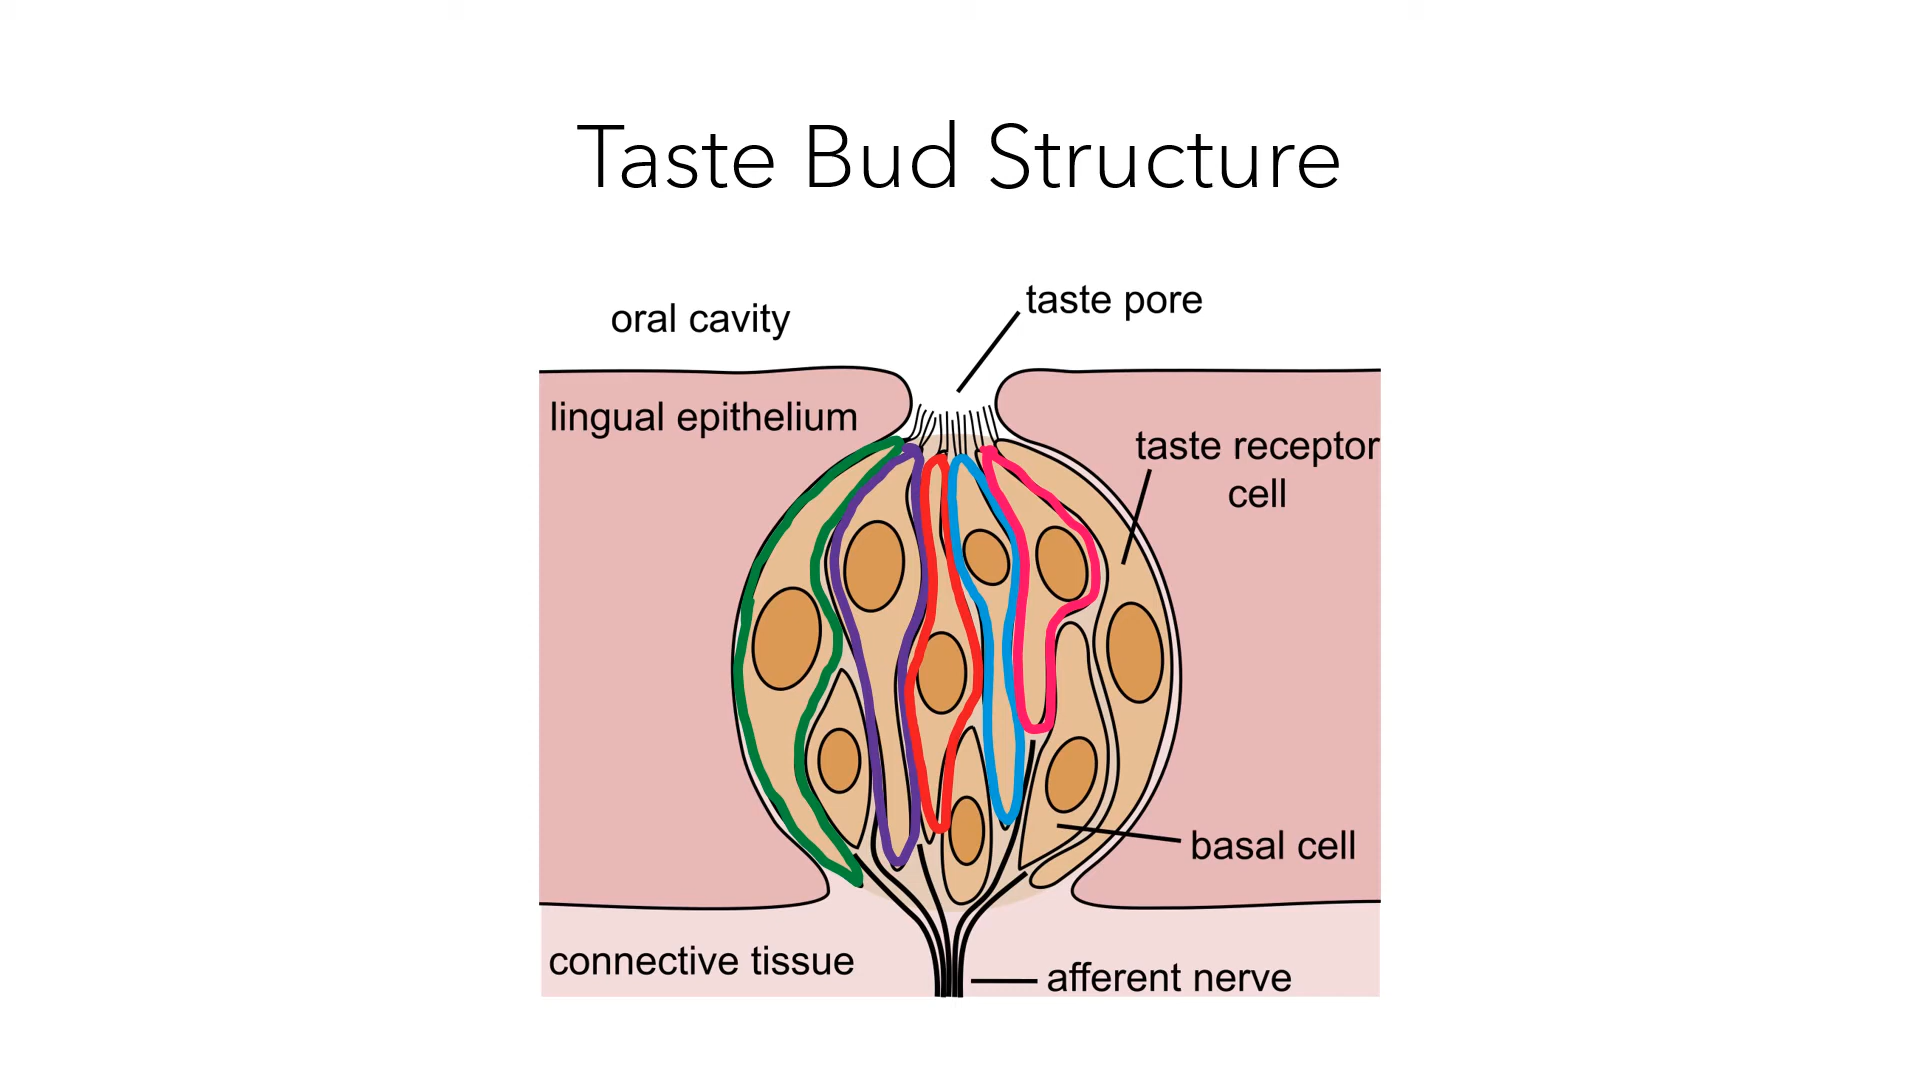 Taste Bud Structure
taste pore
oral cavity
lingual epithelium
taste receptor
cell
basal cell
connective tissue
afferent nerve